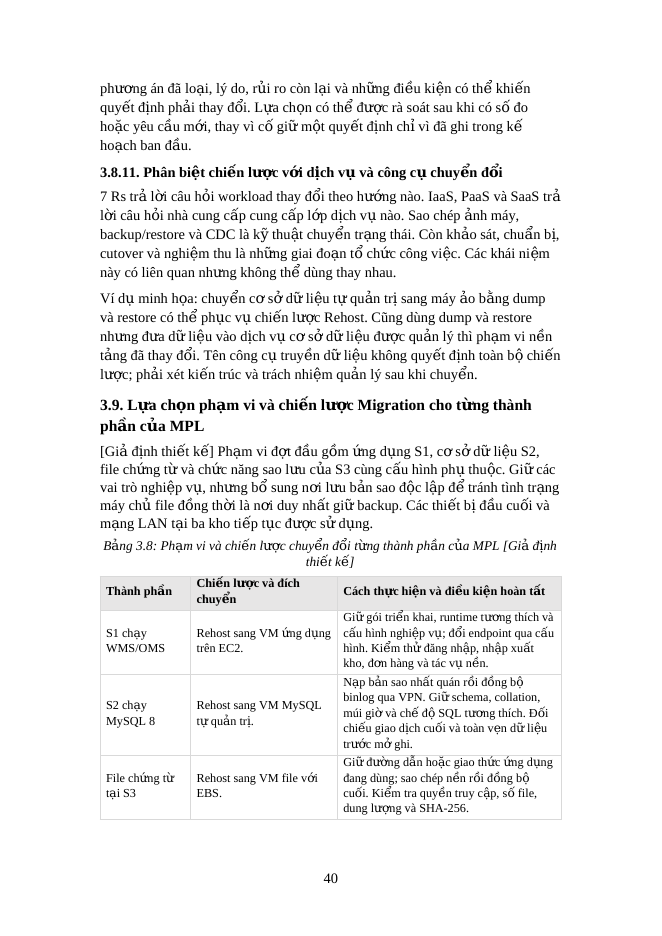 phương án đã loại, lý do, rủi ro còn lại và những điều kiện có thể khiến
quyết định phải thay đổi. Lựa chọn có thể được rà soát sau khi có số đo
hoặc yêu cầu mới, thay vì cố giữ một quyết định chỉ vì đã ghi trong kế
hoạch ban đầu.
3.8.11. Phân biệt chiến lược với dịch vụ và công cụ chuyển đổi
7 Rs trả lời câu hỏi workload thay đổi theo hướng nào. IaaS, PaaS và SaaS trả
lời câu hỏi nhà cung cấp cung cấp lớp dịch vụ nào. Sao chép ảnh máy,
backup/restore và CDC là kỹ thuật chuyển trạng thái. Còn khảo sát, chuẩn bị,
cutover và nghiệm thu là những giai đoạn tổ chức công việc. Các khái niệm
này có liên quan nhưng không thể dùng thay nhau.
Ví dụ minh họa: chuyển cơ sở dữ liệu tự quản trị sang máy ảo bằng dump
và restore có thể phục vụ chiến lược Rehost. Cũng dùng dump và restore
nhưng đưa dữ liệu vào dịch vụ cơ sở dữ liệu được quản lý thì phạm vi nền
tảng đã thay đổi. Tên công cụ truyền dữ liệu không quyết định toàn bộ chiến
lược; phải xét kiến trúc và trách nhiệm quản lý sau khi chuyển.
3.9. Lựa chọn phạm vi và chiến lược Migration cho từng thành
phần của MPL
[Giả định thiết kế] Phạm vi đợt đầu gồm ứng dụng S1, cơ sở dữ liệu S2,
file chứng từ và chức năng sao lưu của S3 cùng cấu hình phụ thuộc. Giữ các
vai trò nghiệp vụ, nhưng bổ sung nơi lưu bản sao độc lập để tránh tình trạng
máy chủ file đồng thời là nơi duy nhất giữ backup. Các thiết bị đầu cuối và
mạng LAN tại ba kho tiếp tục được sử dụng.
Bảng 3.8: Phạm vi và chiến lược chuyển đổi từng thành phần của MPL [Giả định
thiết kế]
Thành phần
Chiến lược và đích
chuyển
Cách thực hiện và điều kiện hoàn tất
S1 chạy
WMS/OMS
Rehost sang VM ứng dụng
trên EC2.
Giữ gói triển khai, runtime tương thích và
cấu hình nghiệp vụ; đổi endpoint qua cấu
hình. Kiểm thử đăng nhập, nhập xuất
kho, đơn hàng và tác vụ nền.
S2 chạy
MySQL 8
Rehost sang VM MySQL
tự quản trị.
Nạp bản sao nhất quán rồi đồng bộ
binlog qua VPN. Giữ schema, collation,
múi giờ và chế độ SQL tương thích. Đối
chiếu giao dịch cuối và toàn vẹn dữ liệu
trước mở ghi.
File chứng từ
tại S3
Rehost sang VM file với
EBS.
Giữ đường dẫn hoặc giao thức ứng dụng
đang dùng; sao chép nền rồi đồng bộ
cuối. Kiểm tra quyền truy cập, số file,
dung lượng và SHA-256.
40